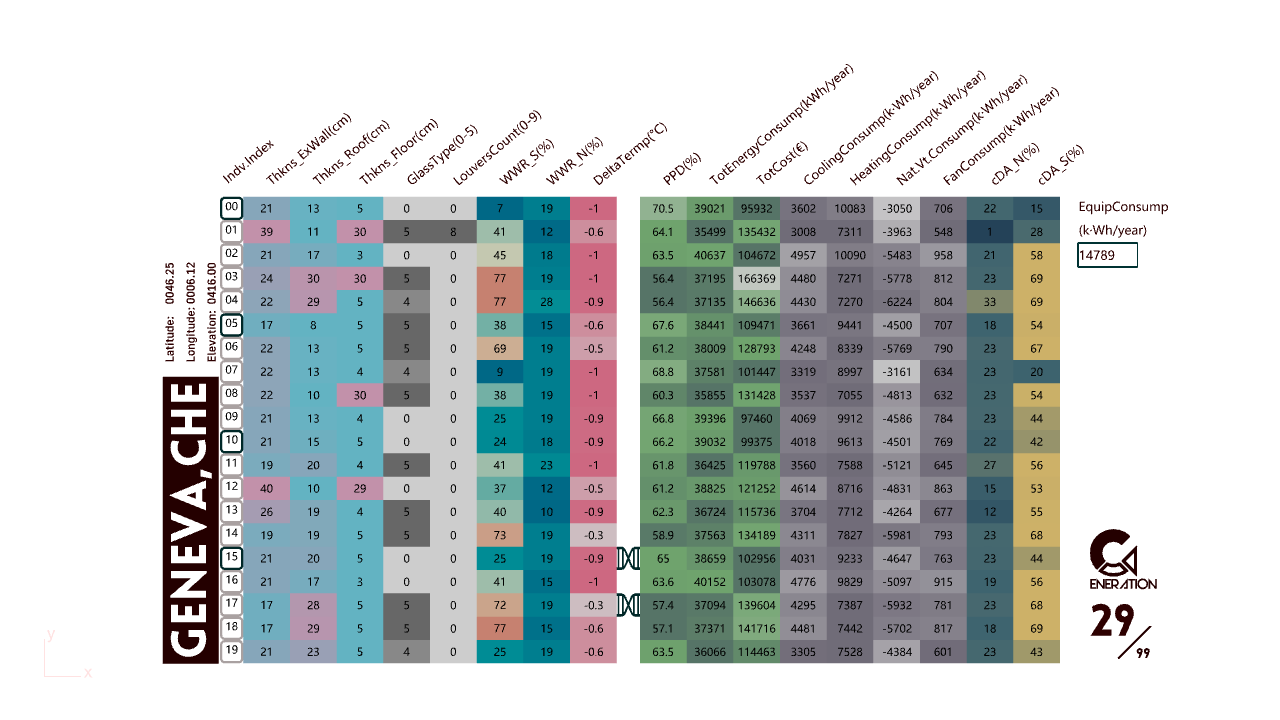 Indv.Index Thkns_ExWall(cm) Thkns_Roof(cm) Thkns_Floor(cm) GlassType(0-5) LouversCount(0-9) WWR_S(%) WWR_N(%) DeltaTermp(°C) PPD(%) TotEnergyConsump(kWh/year) TotCost(€) CoolingConsump(k·Wh/year) HeatingConsump(k·Wh/year) Nat.Vt.Consump(k·Wh/year) FanConsump(k·Wh/year) cDA_N(%) cDA_S(%)
00 21 13 5 0 0 7 19 -1 70.5 39021 95932 3602 10083 -3050 706 22 15
01 39 11 30 5 8 41 12 -0.6 64.1 35499 135432 3008 7311 -3963 548 1 28
02 21 17 3 0 0 45 18 -1 63.5 40637 104672 4957 10090 -5483 958 21 58
03 24 30 30 5 0 77 19 -1 56.4 37195 166369 4480 7271 -5778 812 23 69
04 22 29 5 4 0 77 28 -0.9 56.4 37135 146636 4430 7270 -6224 804 33 69
05 17 8 5 5 0 38 15 -0.6 67.6 38441 109471 3661 9441 -4500 707 18 54
06 22 13 5 5 0 69 19 -0.5 61.2 38009 128793 4248 8339 -5769 790 23 67
07 22 13 4 4 0 9 19 -1 68.8 37581 101447 3319 8997 -3161 634 23 20
08 22 10 30 5 0 38 19 -1 60.3 35855 131428 3537 7055 -4813 632 23 54
09 21 13 4 0 0 25 19 -0.9 66.8 39396 97460 4069 9912 -4586 784 23 44
10 21 15 5 0 0 24 18 -0.9 66.2 39032 99375 4018 9613 -4501 769 22 42
11 19 20 4 5 0 41 23 -1 61.8 36425 119788 3560 7588 -5121 645 27 56
12 40 10 29 0 0 37 12 -0.5 61.2 38825 121252 4614 8716 -4831 863 15 53
13 26 19 4 5 0 40 10 -0.9 62.3 36724 115736 3704 7712 -4264 677 12 55
14 19 19 5 5 0 73 19 -0.3 58.9 37563 134189 4311 7827 -5981 793 23 68
15 21 20 5 0 0 25 19 -0.9 65 38659 102956 4031 9233 -4647 763 23 44
16 21 17 3 0 0 41 15 -1 63.6 40152 103078 4776 9829 -5097 915 19 56
17 17 28 5 5 0 72 19 -0.3 57.4 37094 139604 4295 7387 -5932 781 23 68
18 17 29 5 5 0 77 15 -0.6 57.1 37371 141716 4481 7442 -5702 817 18 69
19 21 23 5 4 0 25 19 -0.6 63.5 36066 114463 3305 7528 -4384 601 23 43
EquipConsump
(k·Wh/year)
14789
Latitude: 0046.25
Longitude: 0006.12
Elevation: 0416.00
GENEVA,CHE
ENERATION
29/99
y
x